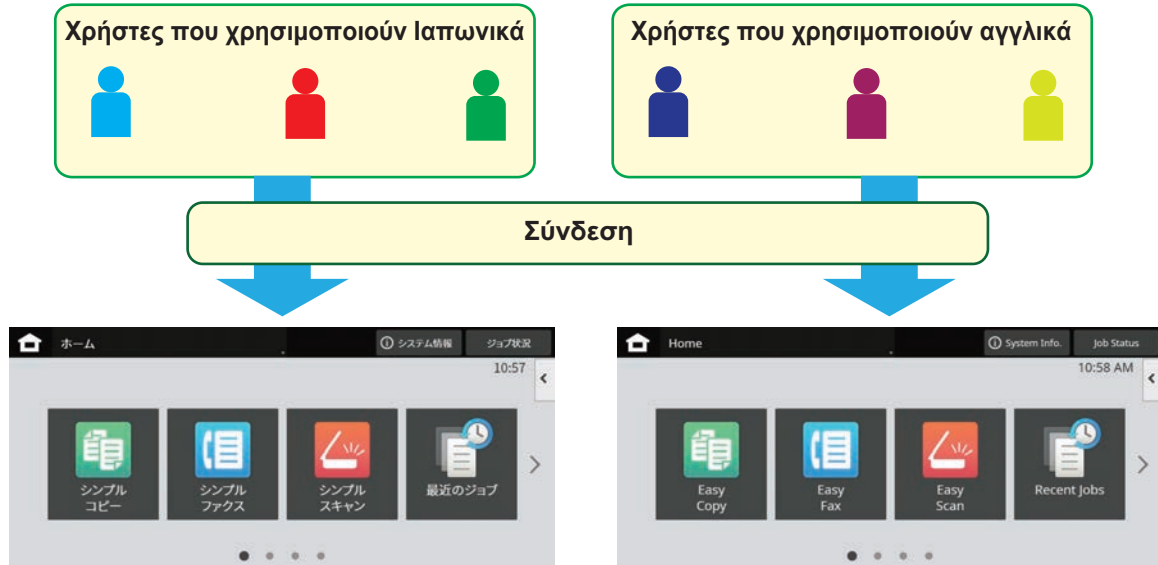 Χρήστες που χρησιμοποιούν Ιαπωνικά
Χρήστες που χρησιμοποιούν αγγλικά
Σύνδεση
ホーム
システム情報
ジョブ状況
10:57
シンプル
コピー
シンプル
ファクス
シンプル
スキャン
最近のジョブ
Home
System Info.
Job Status
10:58 AM
Easy
Copy
Easy
Fax
Easy
Scan
Recent Jobs